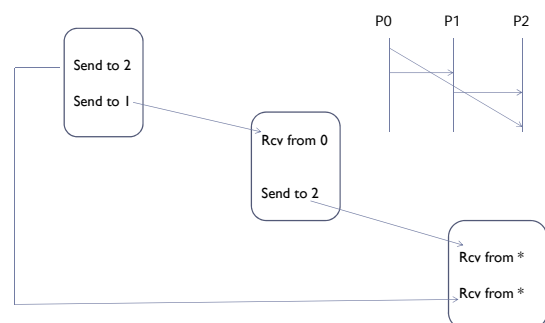 P0 P1 P2
Send to 2
Send to 1
Rcv from 0
Send to 2
Rcv from *
Rcv from *